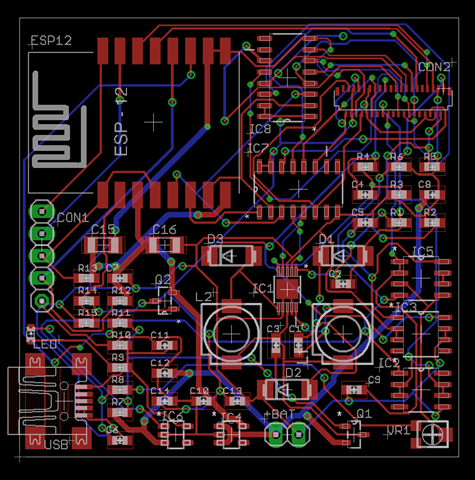 ESP12
ESP-12
IC8
CON2
IC7
R4 R6 R5
C4 R3 C8
C5 R1 R2
CON1
C15 C16
D3 D1
IC5
R13 C7
Q2
IC1
C2
R14 R12
L2
IC3
R15 R11
LED
R10 C11
C3
IC2
R9
C12
R8
D2
C9
C14 C10 C13
R7
IC6 IC4
+BAT
Q1
VR1
USB
C6